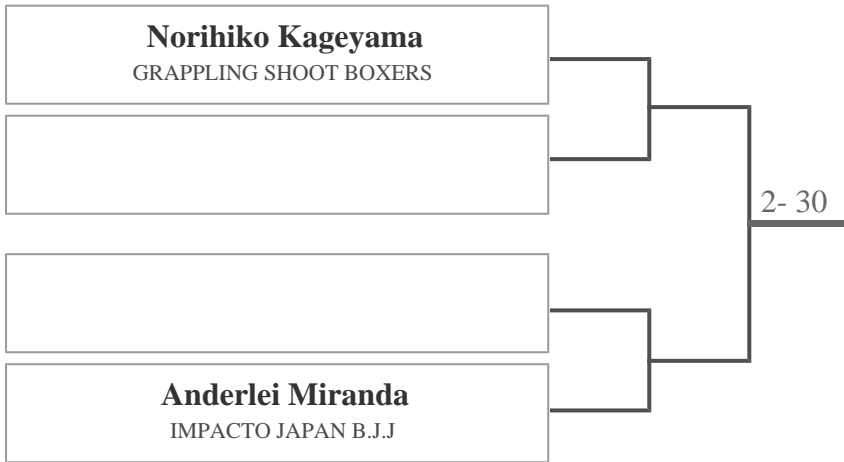 Norihiko Kageyama
GRAPPLING SHOOT BOXERS
2- 30
Anderlei Miranda
IMPACTO JAPAN B.J.J